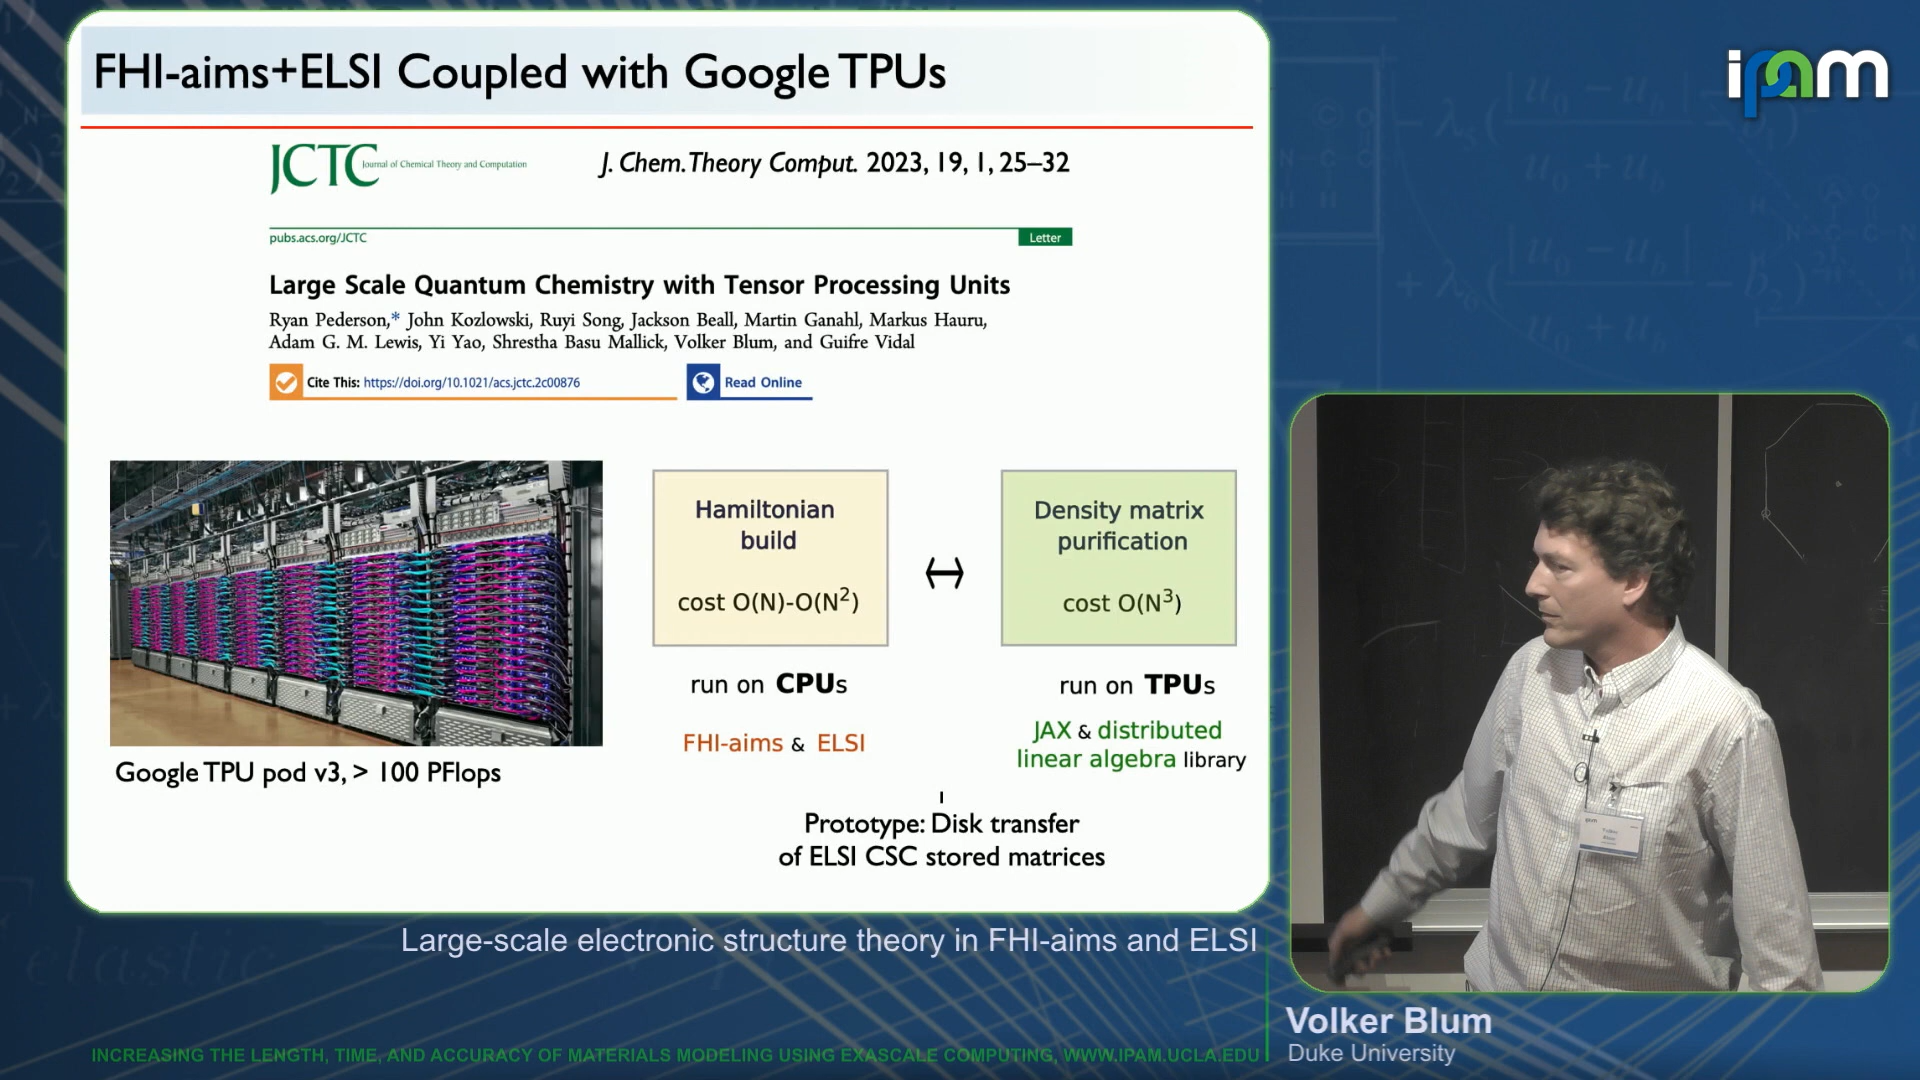 FHI-aims+ELSI Coupled with Google TPUs
ipam
JCTC Journal of Chemical Theory and Computation
J. Chem. Theory Comput. 2023, 19, 1, 25–32
pubs.acs.org/JCTC
Letter
Large Scale Quantum Chemistry with Tensor Processing Units
Ryan Pederson,* John Kozlowski, Ruyi Song, Jackson Beall, Martin Ganahl, Markus Hauru,
Adam G. M. Lewis, Yi Yao, Shrestha Basu Mallick, Volker Blum, and Guifre Vidal
Cite This: https://doi.org/10.1021/acs.jctc.2c00876
Read Online
Hamiltonian
build
cost O(N)-O(N²)
run on CPUs
FHI-aims & ELSI
Density matrix
purification
cost O(N³)
run on TPUs
JAX & distributed
linear algebra library
Google TPU pod v3, > 100 PFlops
Prototype: Disk transfer
of ELSI CSC stored matrices
Large-scale electronic structure theory in FHI-aims and ELSI
Volker Blum
Duke University
INCREASING THE LENGTH, TIME, AND ACCURACY OF MATERIALS MODELING USING EXASCALE COMPUTING, WWW.IPAM.UCLA.EDU